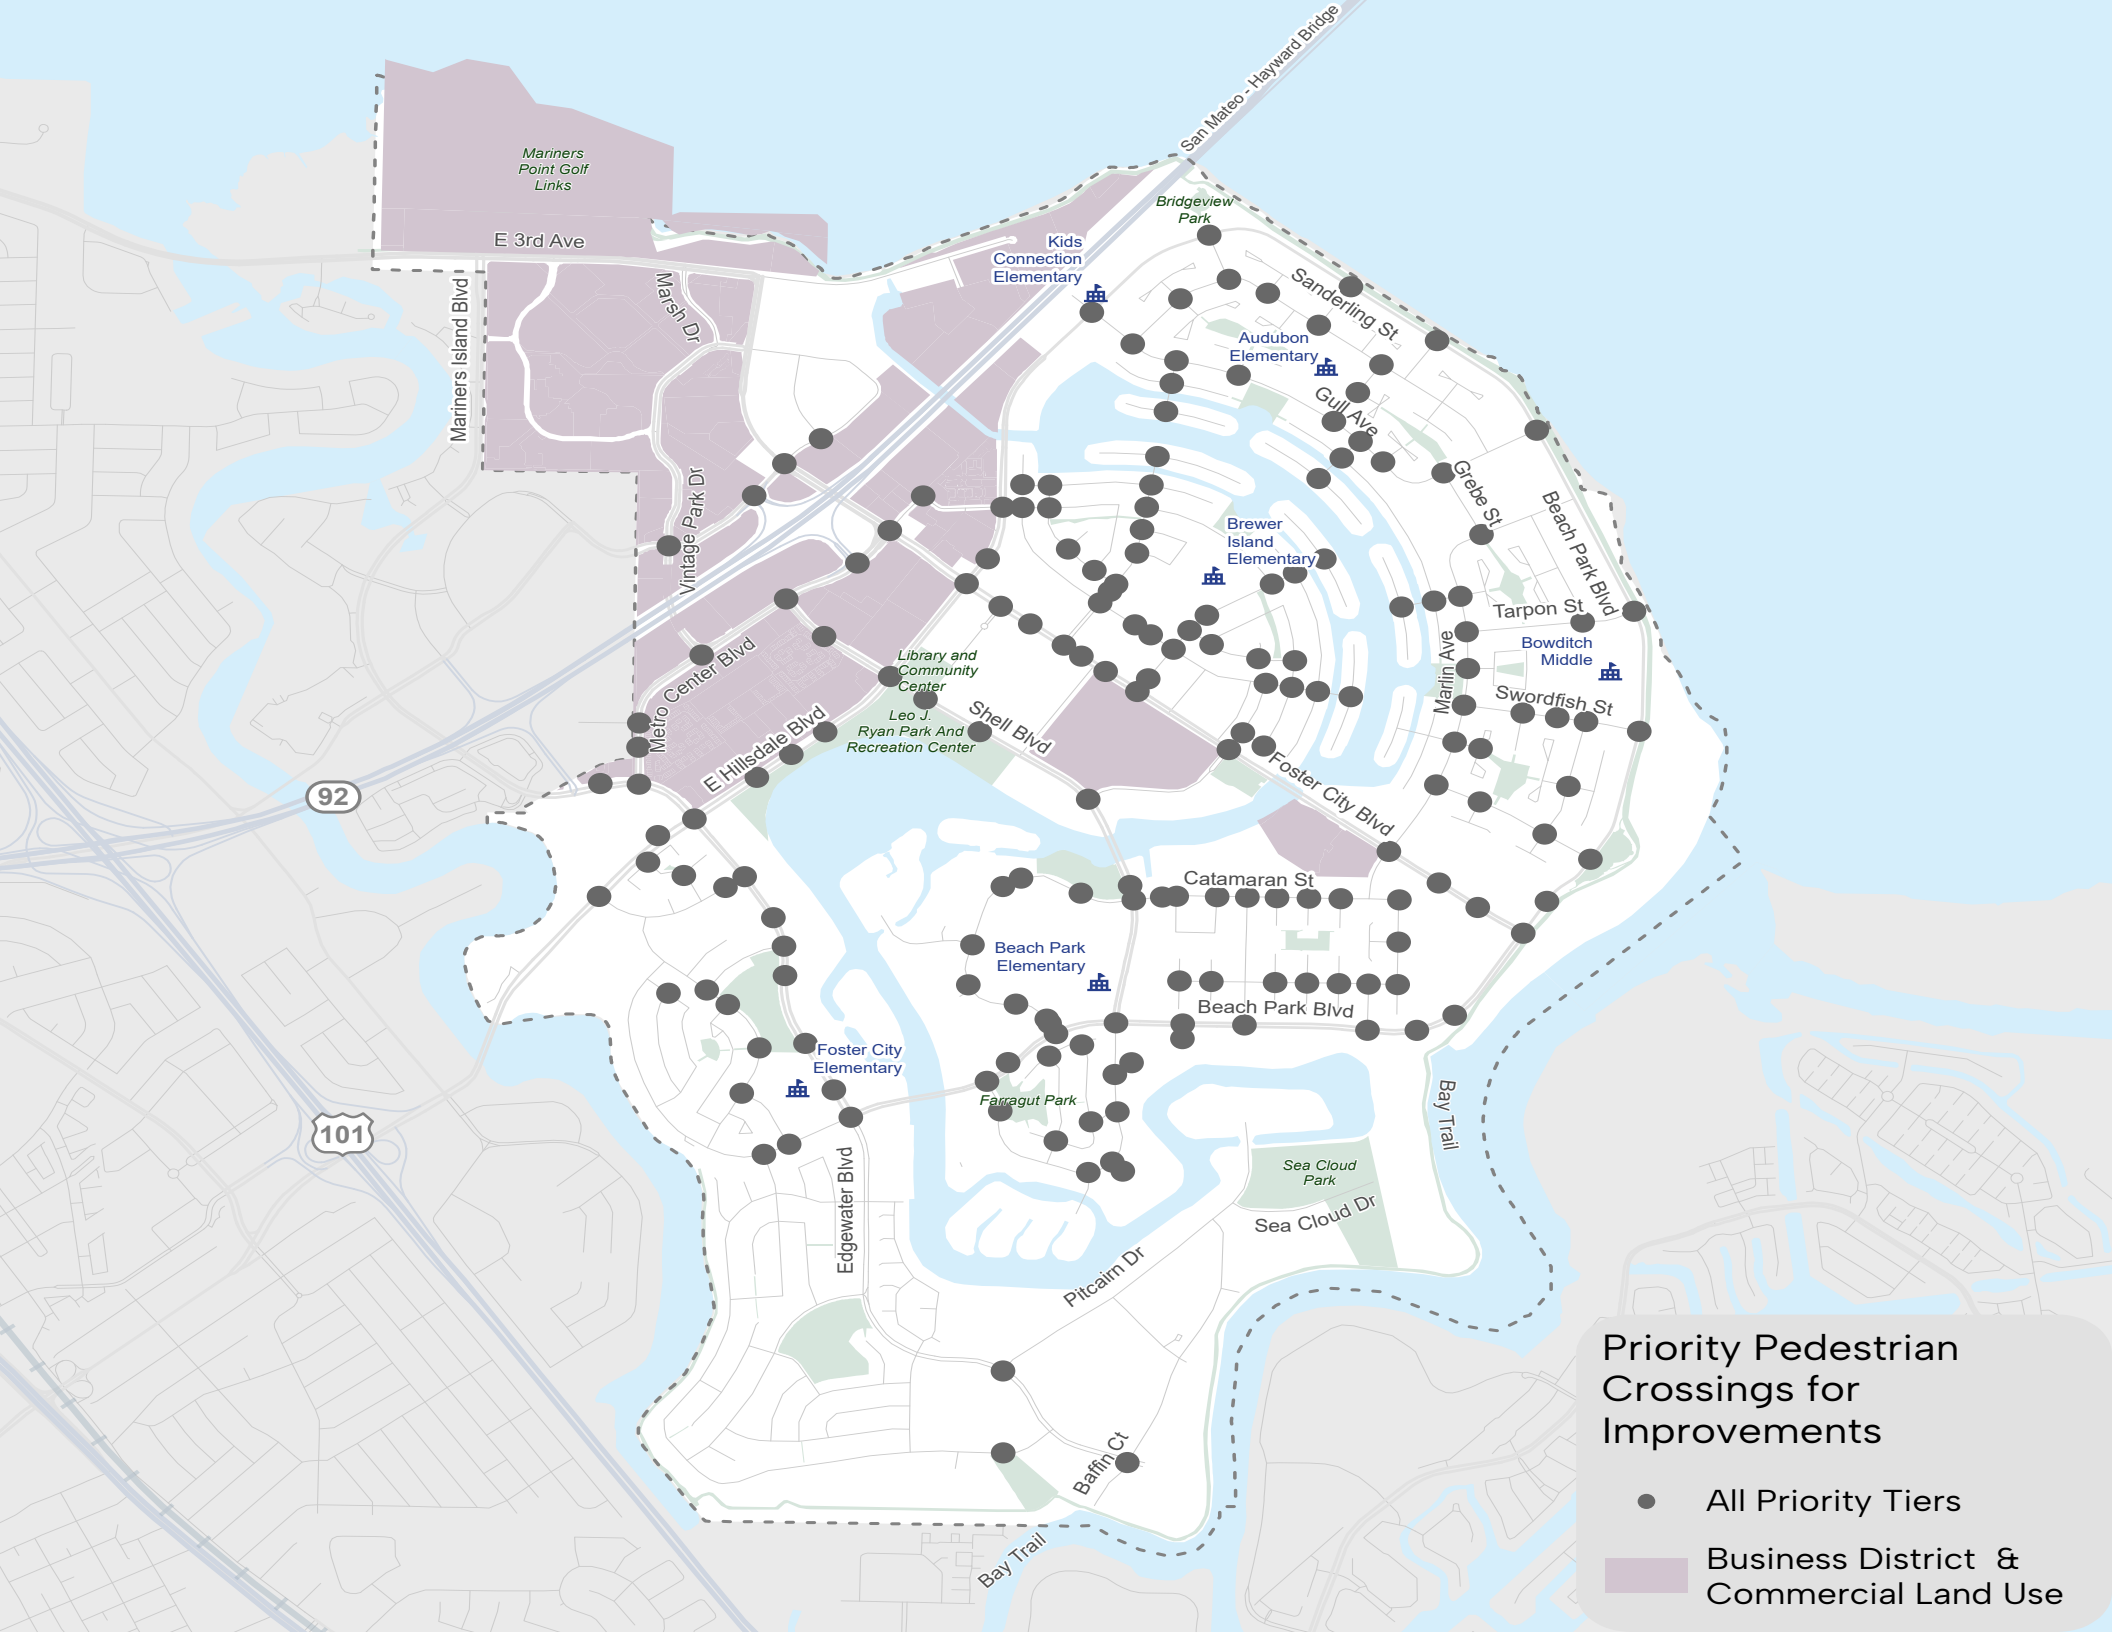 San Mateo - Hayward Bridge
Mariners
Point Golf
Links
E 3rd Ave
Mariners Island Blvd
Marsh Dr
Vintage Park Dr
Bridgeview
Park
Kids
Connection
Elementary
Sanderling St
Audubon
Elementary
Gull Ave
Grebe St
Beach Park Blvd
Brewer
Island
Elementary
Tarpon St
Bowditch
Middle
Marlin Ave
Swordfish St
Metro Center Blvd
Library and
Community
Center
Leo J.
Ryan Park And
Recreation Center
Shell Blvd
E Hillsdale Blvd
Foster City Blvd
92
Catamaran St
Beach Park
Elementary
Beach Park Blvd
Foster City
Elementary
Farragut Park
101
Bay Trail
Edgewater Blvd
Sea Cloud
Park
Sea Cloud Dr
Pitcairn Dr
Baffin Ct
Bay Trail
Priority Pedestrian
Crossings for
Improvements
All Priority Tiers
Business District &
Commercial Land Use